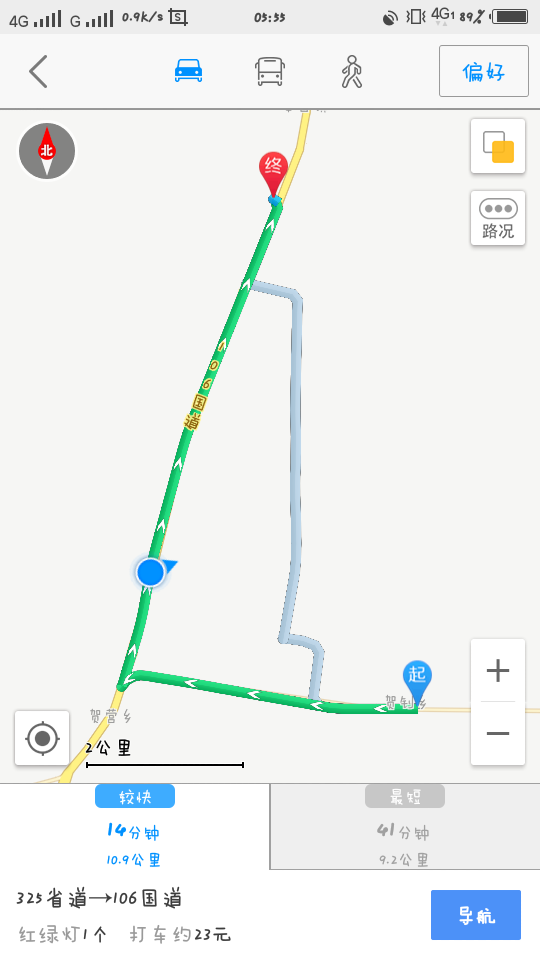 4G G 0.9k/s 05:55 4G 1 89%
偏好
北
终
路况
106
国道
起
贺钊乡
贺营乡
2公里
较快
最短
14分钟
41分钟
10.9公里
9.2公里
325省道→106国道
红绿灯1个 打车约23元
导航